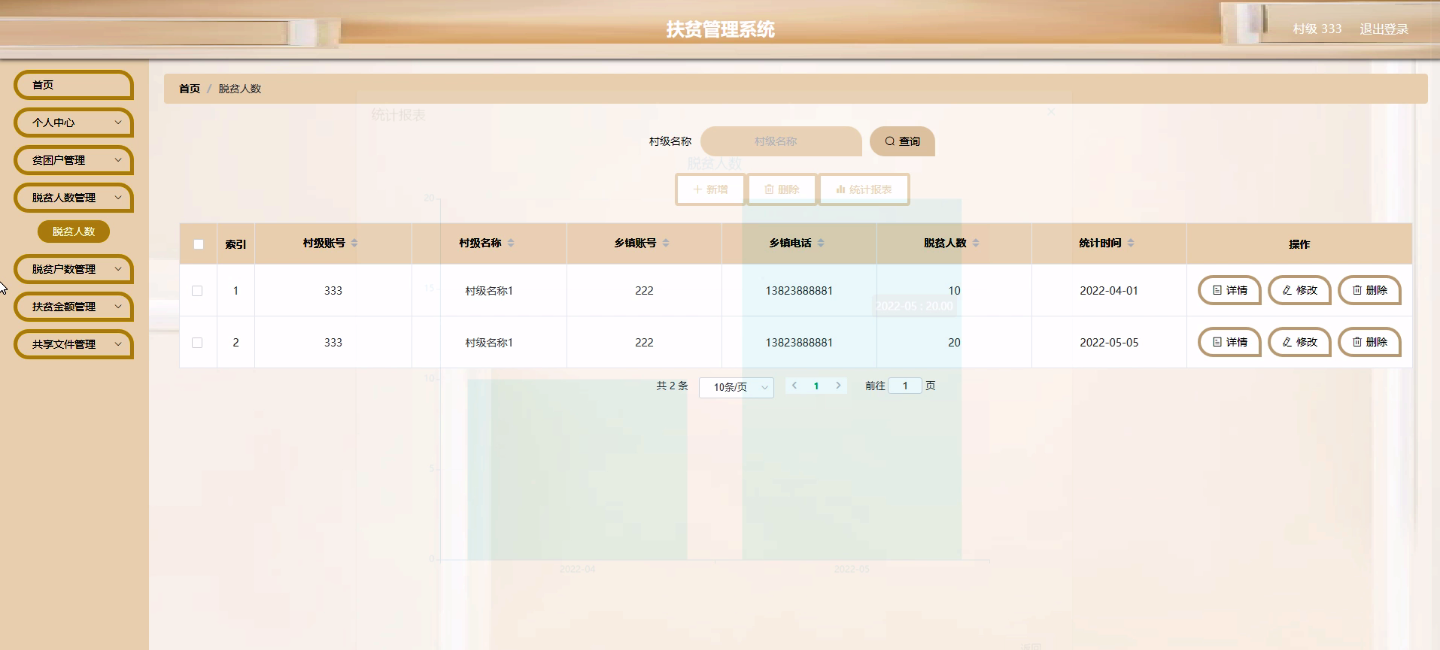 扶贫管理系统
村级 333 退出登录
首页
个人中心
贫困户管理
脱贫人数管理
脱贫人数
脱贫户数管理
扶贫金额管理
共享文件管理
首页 / 脱贫人数
统计报表
村级名称 村级名称 查询
脱贫人数
新增 删除 统计报表
索引 村级账号 村级名称 乡镇账号 乡镇电话 脱贫人数 统计时间 操作
1 333 村级名称1 222 13823888881 10 2022-04-01 详情 修改 删除
2 333 村级名称1 222 13823888881 20 2022-05-05 详情 修改 删除
共 2 条 10条/页 1 前往 1 页
20
15
10
5
0
2022-05 : 20.00
2022-04 2022-05